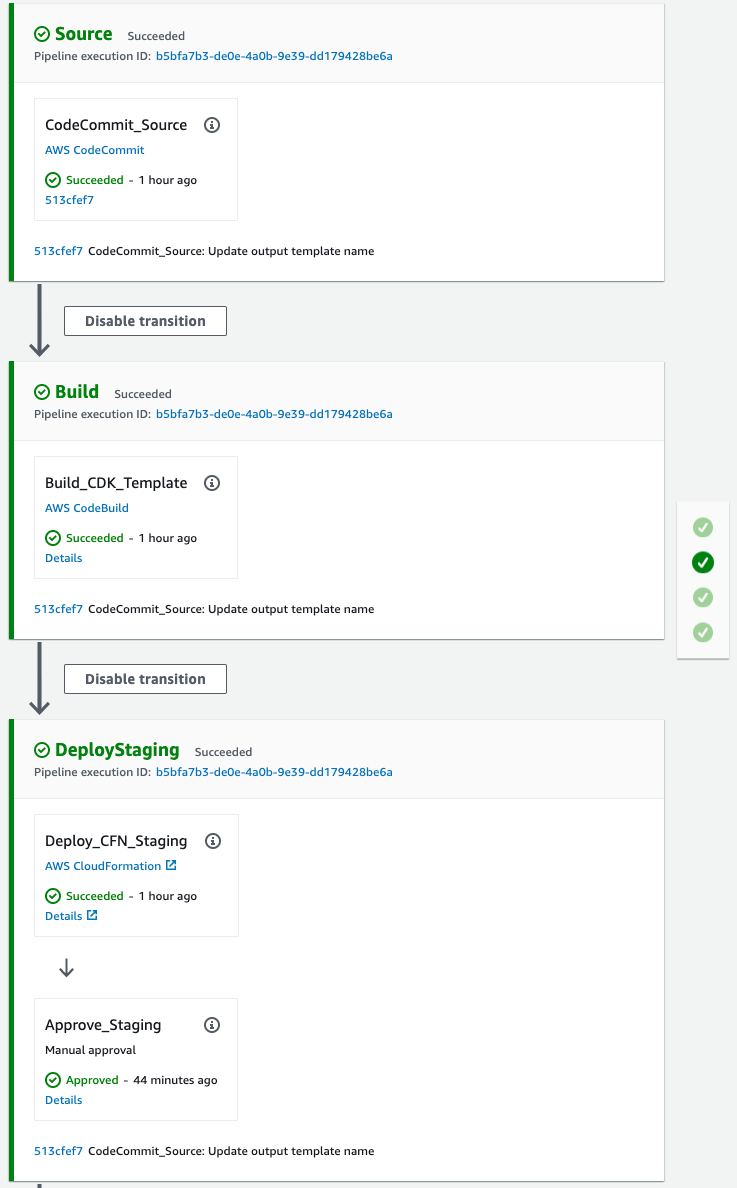 Source Succeeded
Pipeline execution ID: b5bfa7b3-de0e-4a0b-9e39-dd179428be6a
CodeCommit_Source
AWS CodeCommit
Succeeded - 1 hour ago
513cfef7
513cfef7 CodeCommit_Source: Update output template name
Disable transition
Build Succeeded
Pipeline execution ID: b5bfa7b3-de0e-4a0b-9e39-dd179428be6a
Build_CDK_Template
AWS CodeBuild
Succeeded - 1 hour ago
Details
513cfef7 CodeCommit_Source: Update output template name
Disable transition
DeployStaging Succeeded
Pipeline execution ID: b5bfa7b3-de0e-4a0b-9e39-dd179428be6a
Deploy_CFN_Staging
AWS CloudFormation
Succeeded - 1 hour ago
Details
Approve_Staging
Manual approval
Approved - 44 minutes ago
Details
513cfef7 CodeCommit_Source: Update output template name